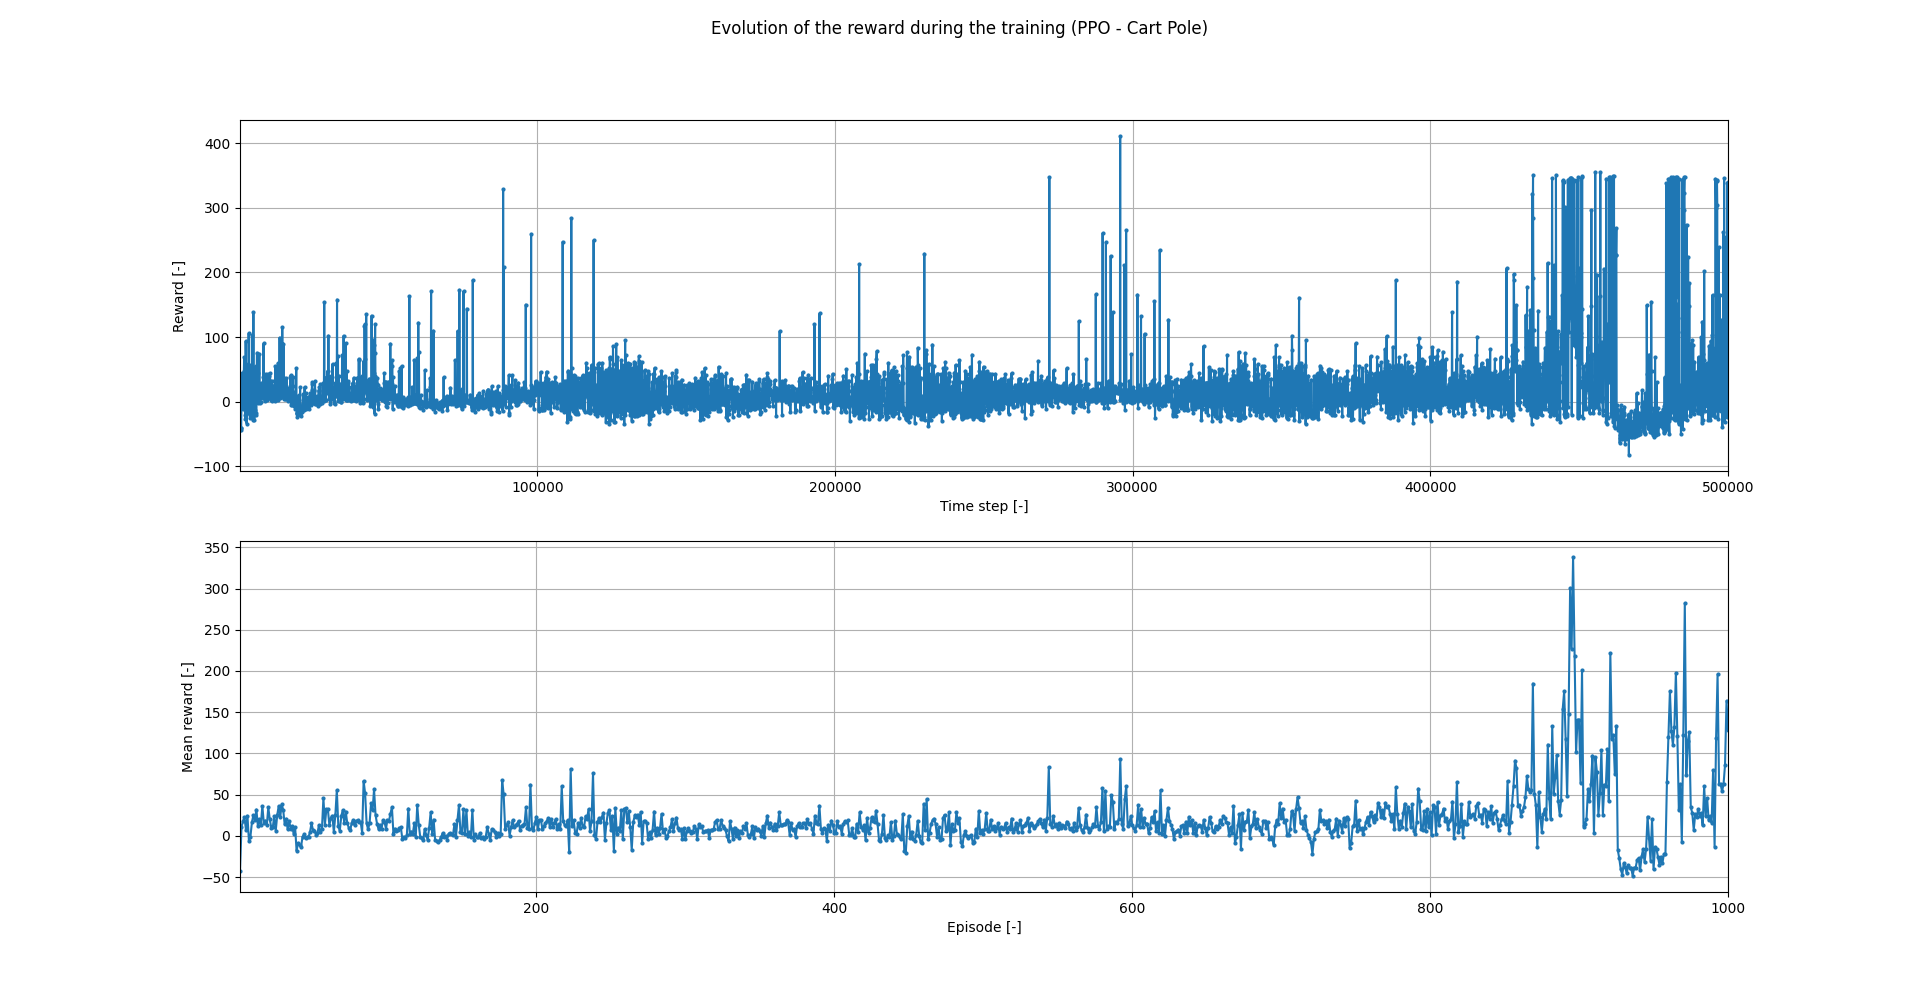 Evolution of the reward during the training (PPO - Cart Pole)
400
300
200
100
0
−100
Reward [-]
100000 200000 300000 400000 500000
Time step [-]
350
300
250
200
150
100
50
0
−50
Mean reward [-]
200 400 600 800 1000
Episode [-]